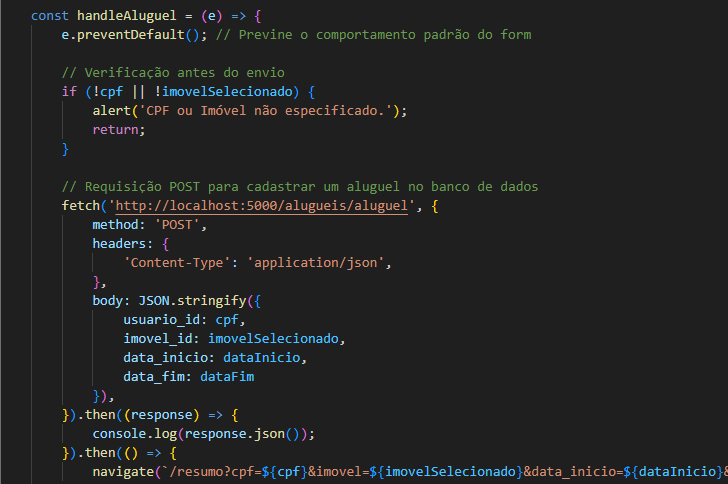 const handleAluguel = (e) => {
e.preventDefault(); // Previne o comportamento padrão do form
// Verificação antes do envio
if (!cpf || !imovelSelecionado) {
alert('CPF ou Imóvel não especificado.');
return;
}
// Requisição POST para cadastrar um aluguel no banco de dados
fetch('http://localhost:5000/alugueis/aluguel', {
method: 'POST',
headers: {
'Content-Type': 'application/json',
},
body: JSON.stringify({
usuario_id: cpf,
imovel_id: imovelSelecionado,
data_inicio: dataInicio,
data_fim: dataFim
}),
}).then((response) => {
console.log(response.json());
}).then(() => {
navigate(`/resumo?cpf=${cpf}&imovel=${imovelSelecionado}&data_inicio=${dataInicio}&